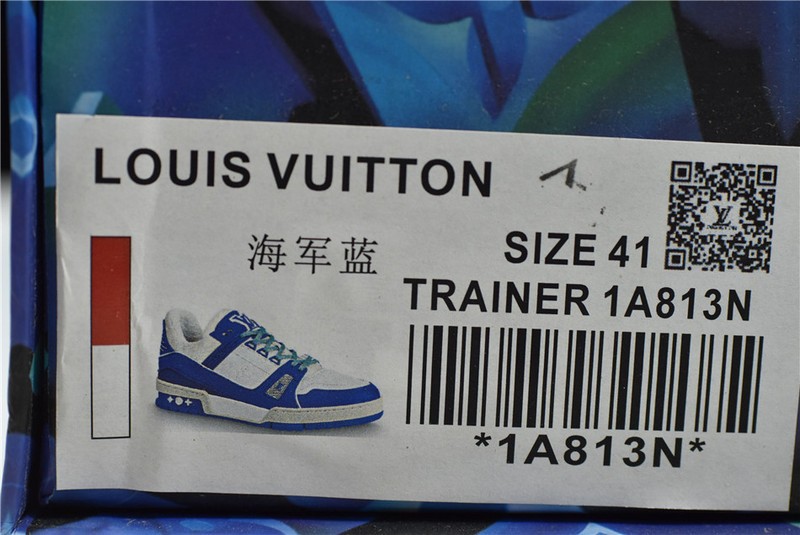 LOUIS VUITTON
海军蓝
SIZE 41
TRAINER 1A813N
*1A813N*